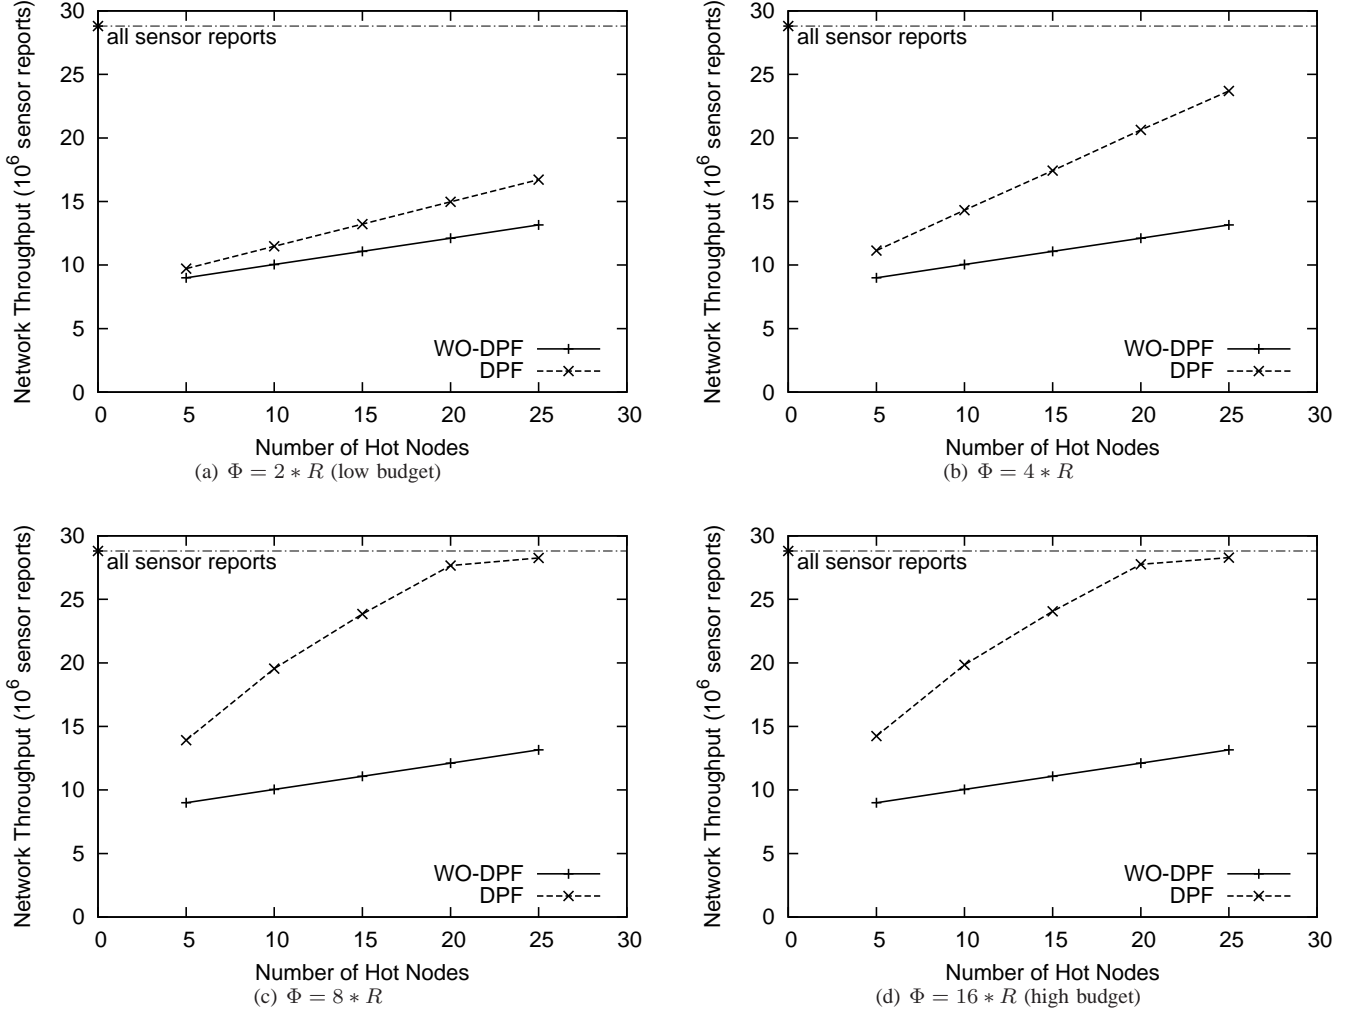 Network Throughput (10^6 sensor reports)
30
25
20
15
10
5
0
all sensor reports
WO-DPF
DPF
0 5 10 15 20 25 30
Number of Hot Nodes
(a) Φ = 2 ∗ R (low budget)
Network Throughput (10^6 sensor reports)
30
25
20
15
10
5
0
all sensor reports
WO-DPF
DPF
0 5 10 15 20 25 30
Number of Hot Nodes
(b) Φ = 4 ∗ R
Network Throughput (10^6 sensor reports)
30
25
20
15
10
5
0
all sensor reports
WO-DPF
DPF
0 5 10 15 20 25 30
Number of Hot Nodes
(c) Φ = 8 ∗ R
Network Throughput (10^6 sensor reports)
30
25
20
15
10
5
0
all sensor reports
WO-DPF
DPF
0 5 10 15 20 25 30
Number of Hot Nodes
(d) Φ = 16 ∗ R (high budget)